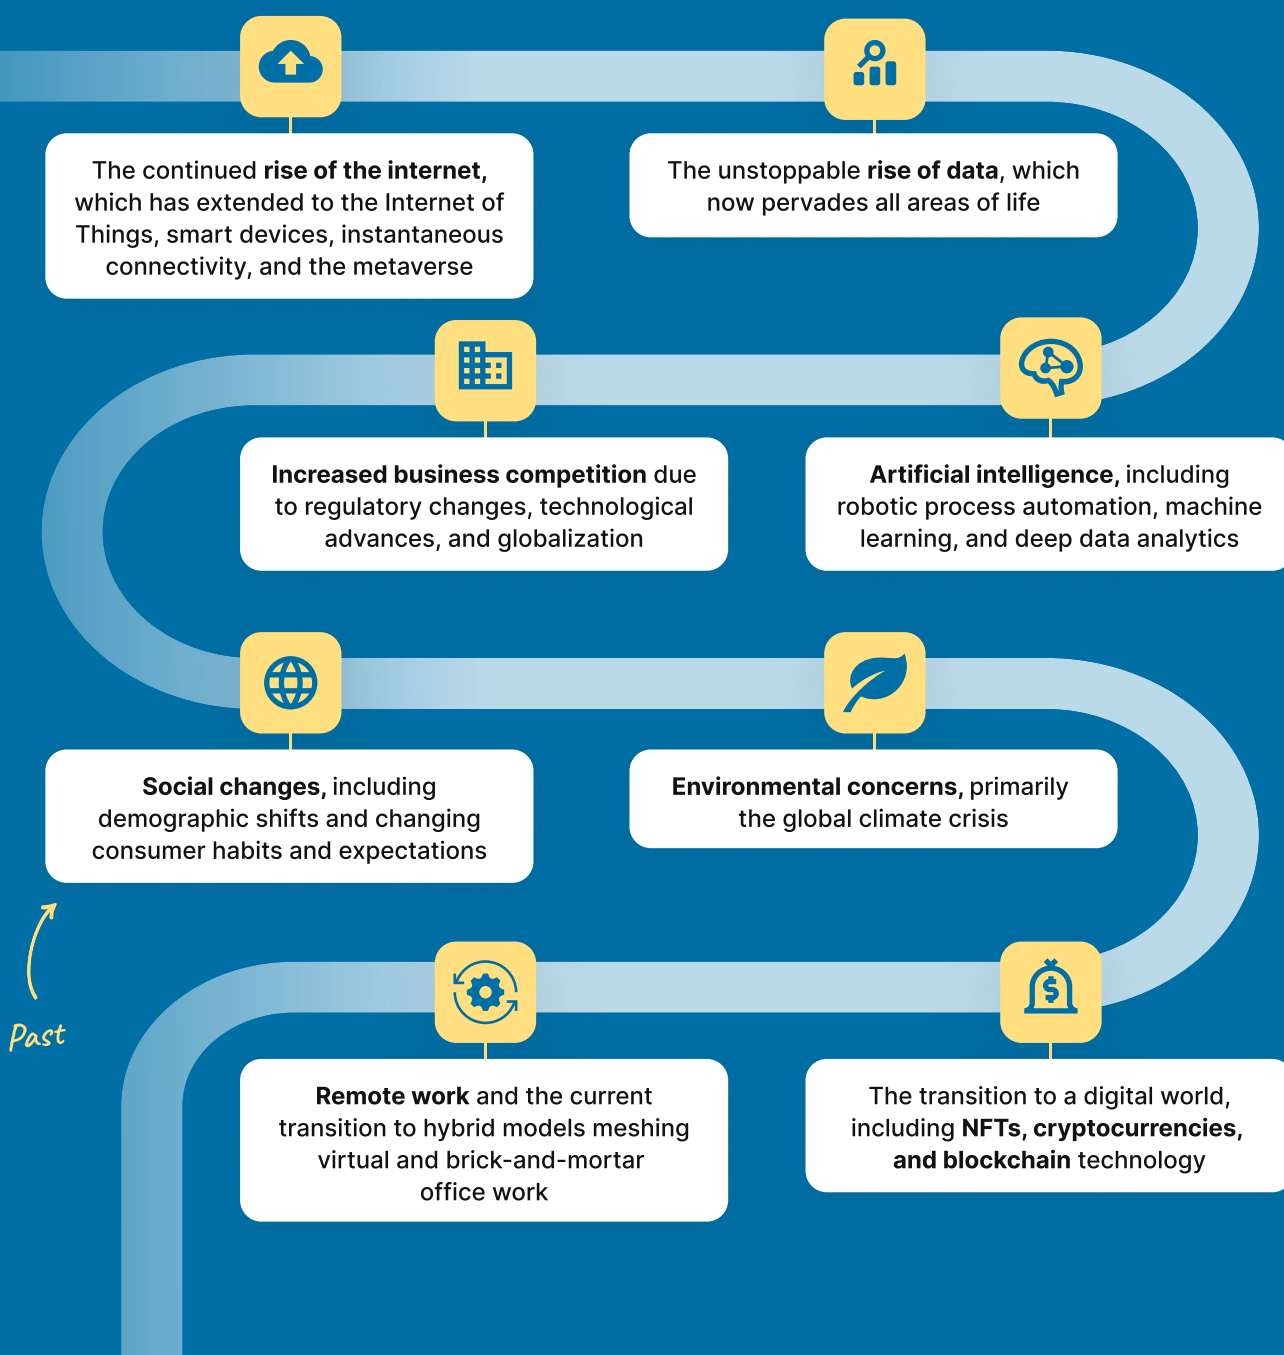 The continued rise of the internet,
which has extended to the Internet of
Things, smart devices, instantaneous
connectivity, and the metaverse
The unstoppable rise of data, which
now pervades all areas of life
Increased business competition due
to regulatory changes, technological
advances, and globalization
Artificial intelligence, including
robotic process automation, machine
learning, and deep data analytics
Social changes, including
demographic shifts and changing
consumer habits and expectations
Environmental concerns, primarily
the global climate crisis
Past
Remote work and the current
transition to hybrid models meshing
virtual and brick-and-mortar
office work
The transition to a digital world,
including NFTs, cryptocurrencies,
and blockchain technology